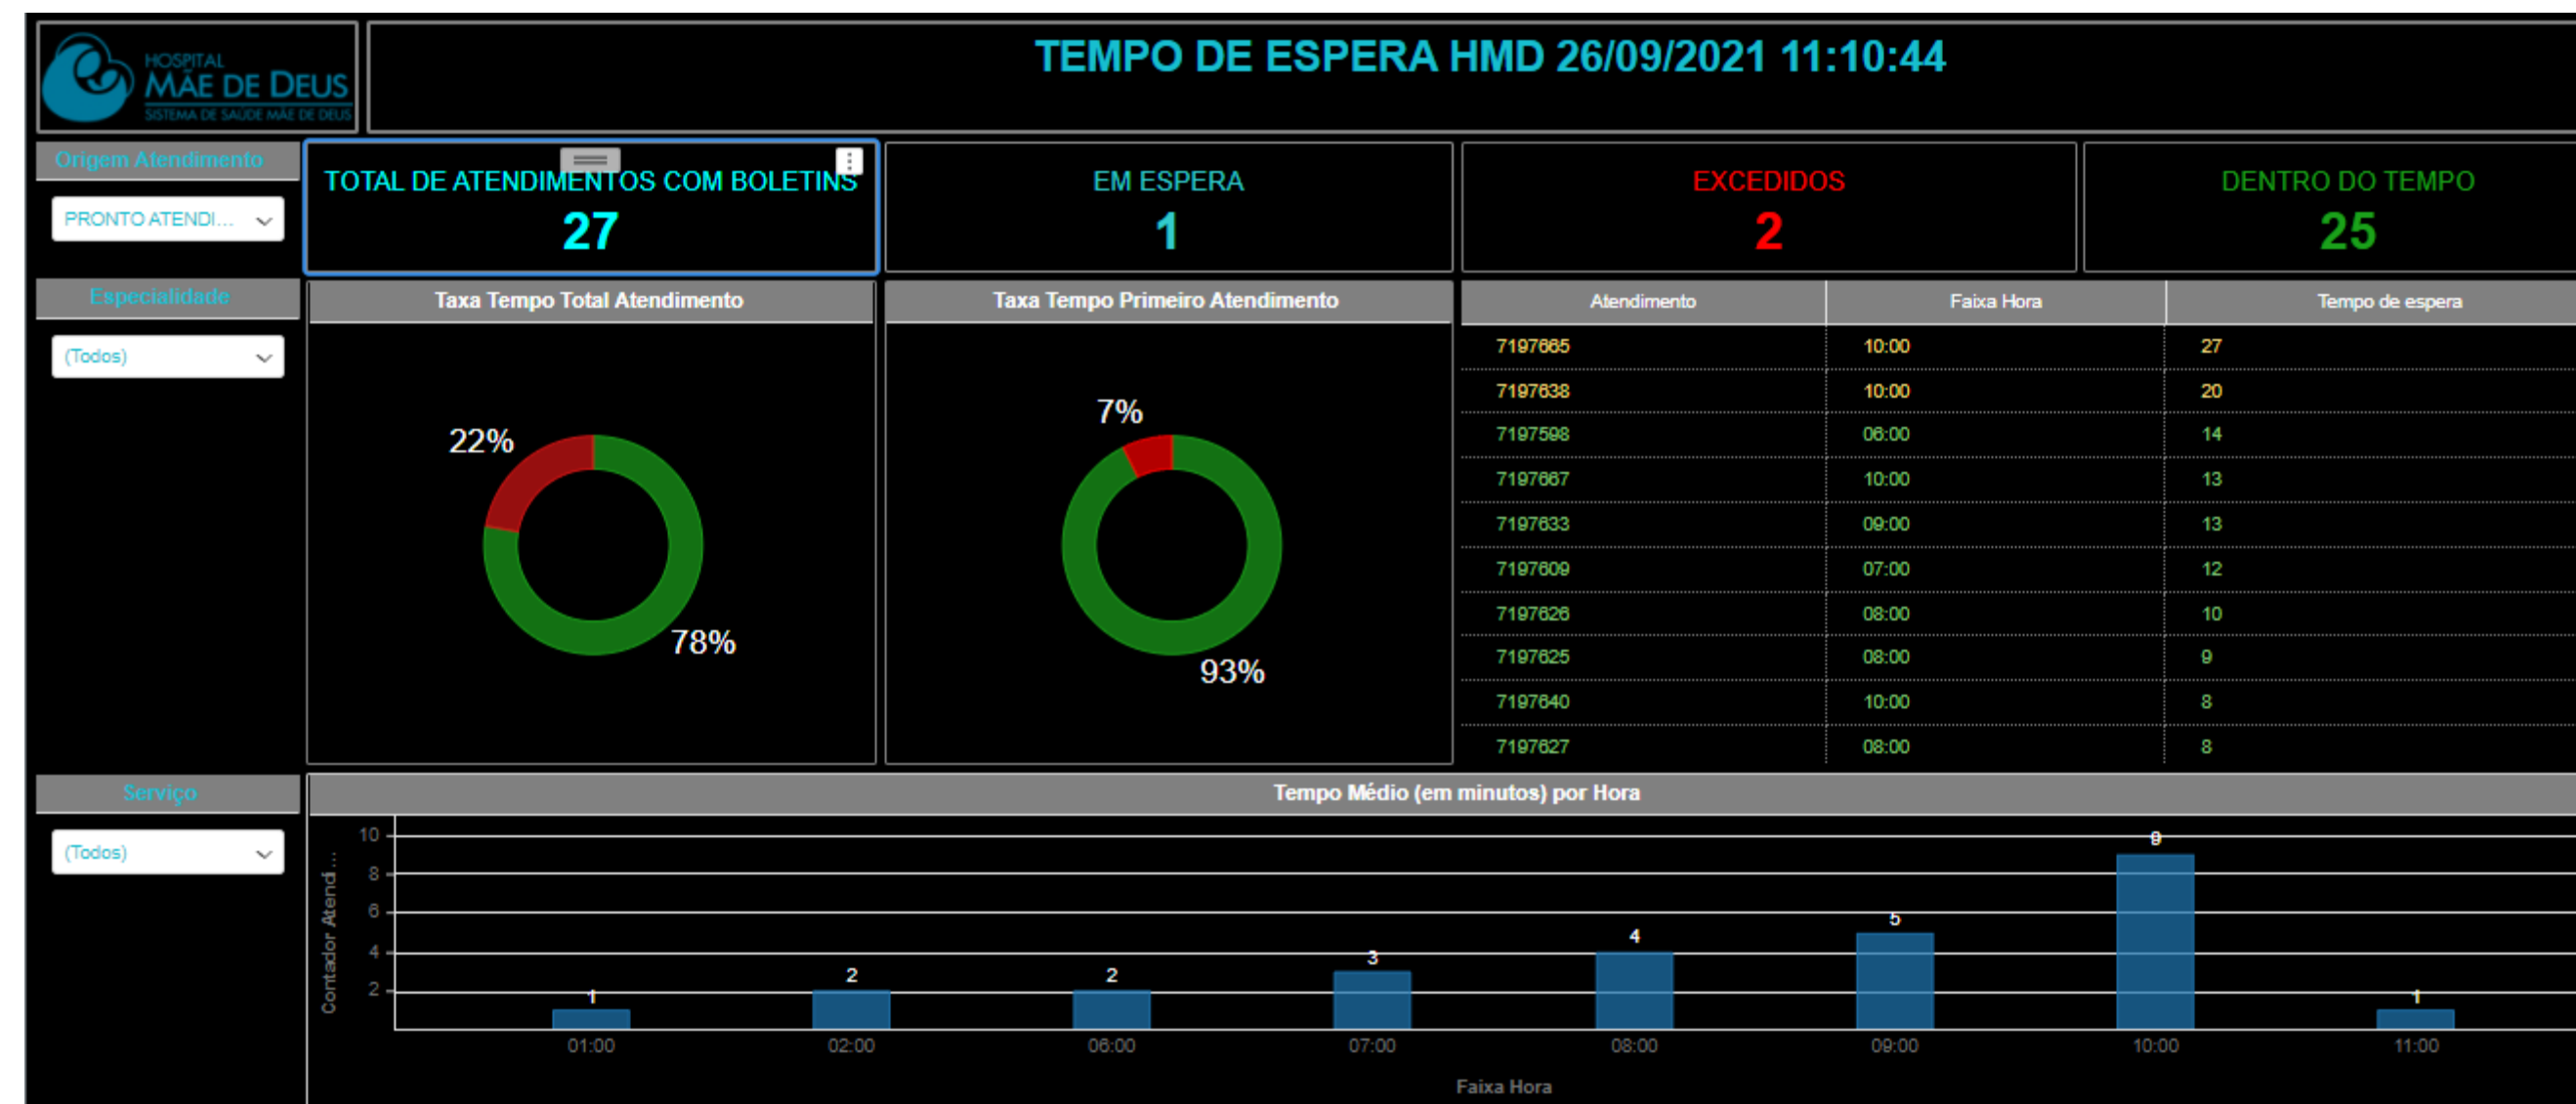 HOSPITAL
MÃE DE DEUS
SISTEMA DE SAÚDE MÃE DE DEUS
TEMPO DE ESPERA HMD 26/09/2021 11:10:44
Origem Atendimento
PRONTO ATENDI...
TOTAL DE ATENDIMENTOS COM BOLETINS
27
EM ESPERA
1
EXCEDIDOS
2
DENTRO DO TEMPO
25
Especialidade
(Todos)
Taxa Tempo Total Atendimento
22%
78%
Taxa Tempo Primeiro Atendimento
7%
93%
Atendimento Faixa Hora Tempo de espera
7197665 10:00 27
7197638 10:00 20
7197598 06:00 14
7197667 10:00 13
7197633 09:00 13
7197609 07:00 12
7197626 08:00 10
7197625 08:00 9
7197640 10:00 8
7197627 08:00 8
Serviço
(Todos)
Tempo Médio (em minutos) por Hora
Contador Atendi...
10
8
6
4
2
1 2 2 3 4 5 9 1
01:00 02:00 06:00 07:00 08:00 09:00 10:00 11:00
Faixa Hora